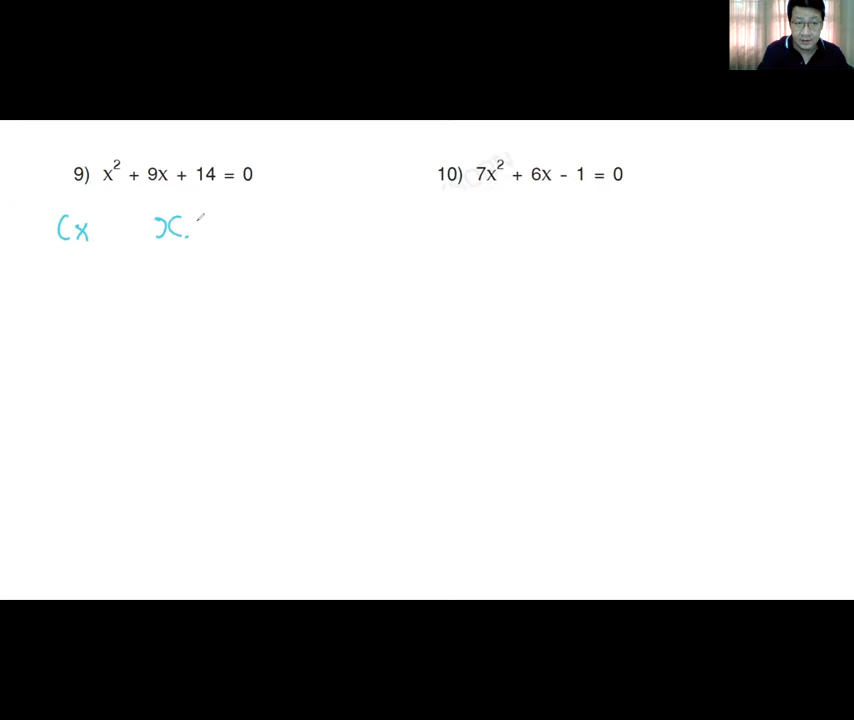 9) x² + 9x + 14 = 0
10) 7x² + 6x - 1 = 0
(x x.